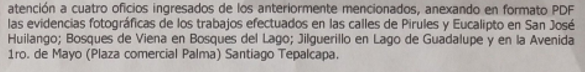 atención a cuatro oficios ingresados de los anteriormente mencionados, anexando en formato PDF
las evidencias fotográficas de los trabajos efectuados en las calles de Pirules y Eucalipto en San José
Huilango; Bosques de Viena en Bosques del Lago; Jilguerillo en Lago de Guadalupe y en la Avenida
1ro. de Mayo (Plaza comercial Palma) Santiago Tepalcapa.